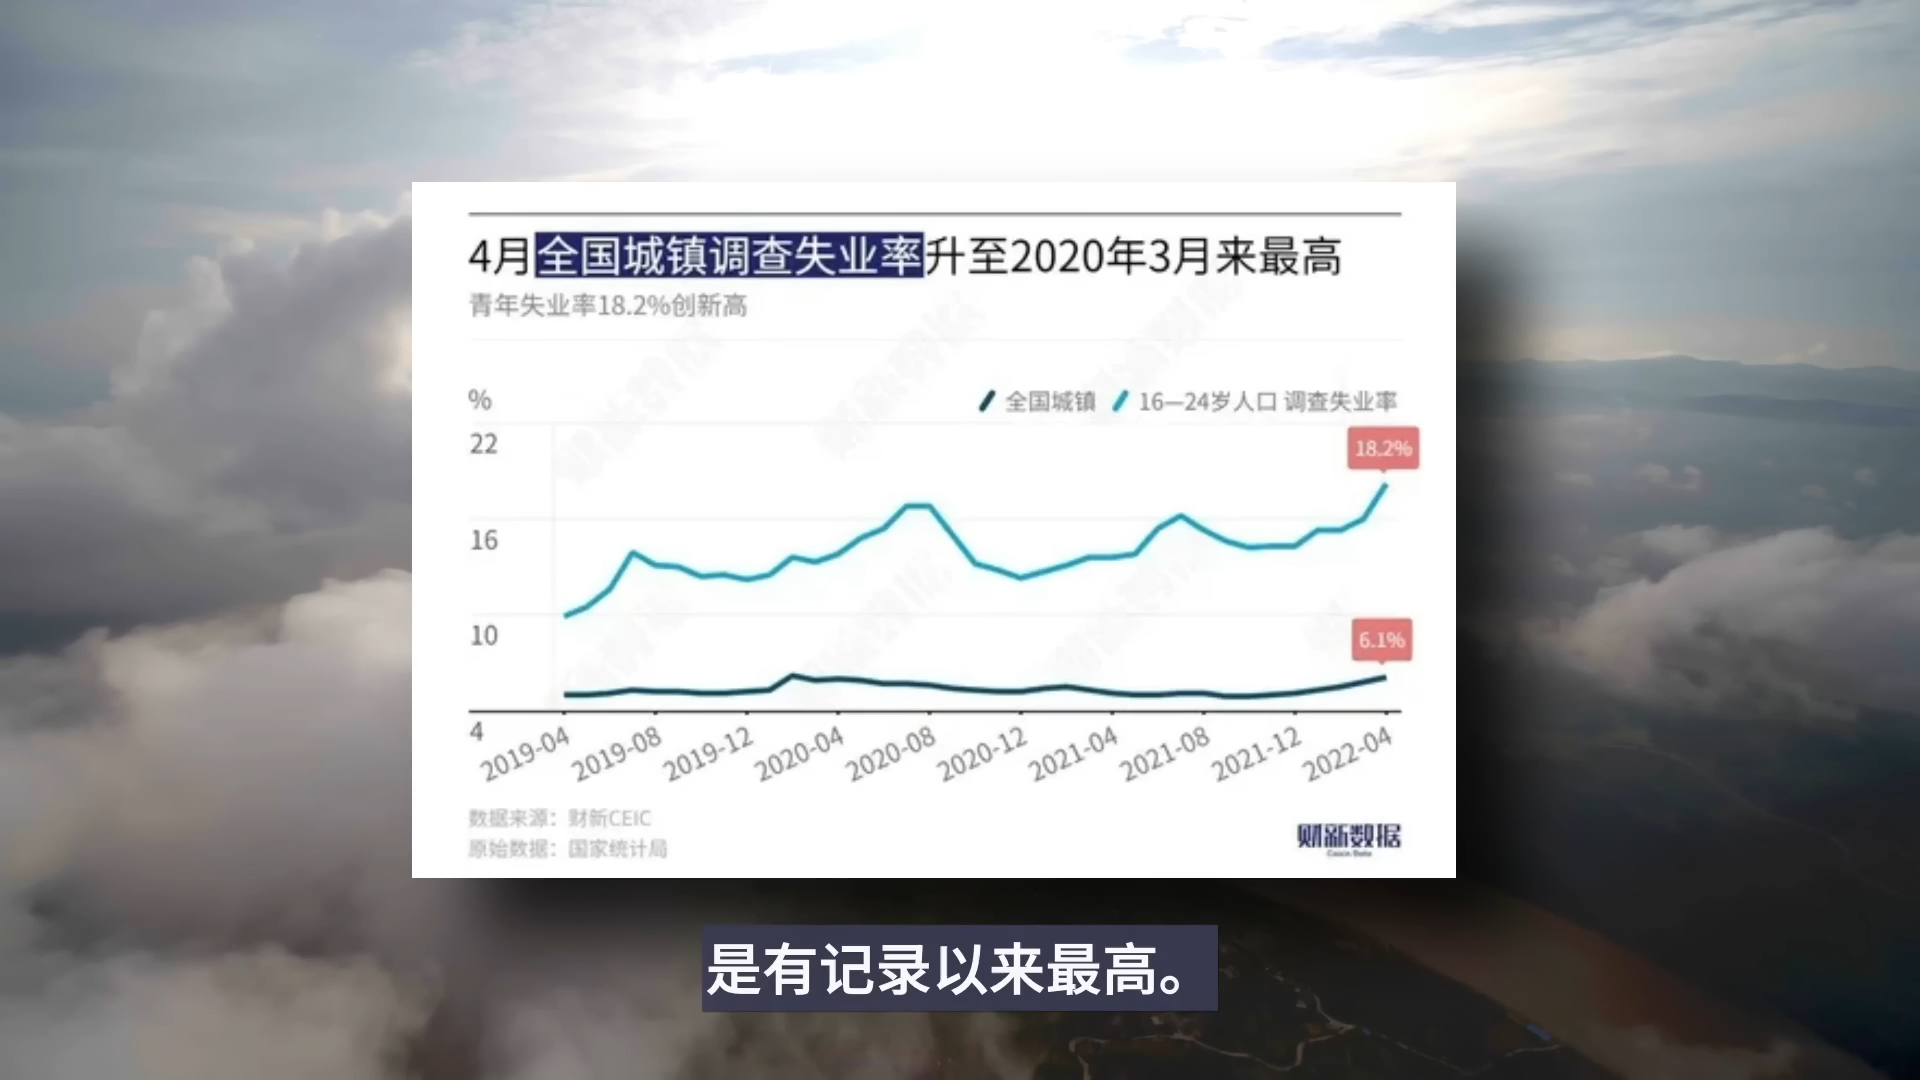 4月全国城镇调查失业率升至2020年3月来最高
青年失业率18.2%创新高
%
全国城镇 16—24岁人口 调查失业率
22
18.2%
16
10
6.1%
4
2019-04 2019-08 2019-12 2020-04 2020-08 2020-12 2021-04 2021-08 2021-12 2022-04
数据来源：财新CEIC
原始数据：国家统计局
财新数据
Caixin Data
是有记录以来最高。